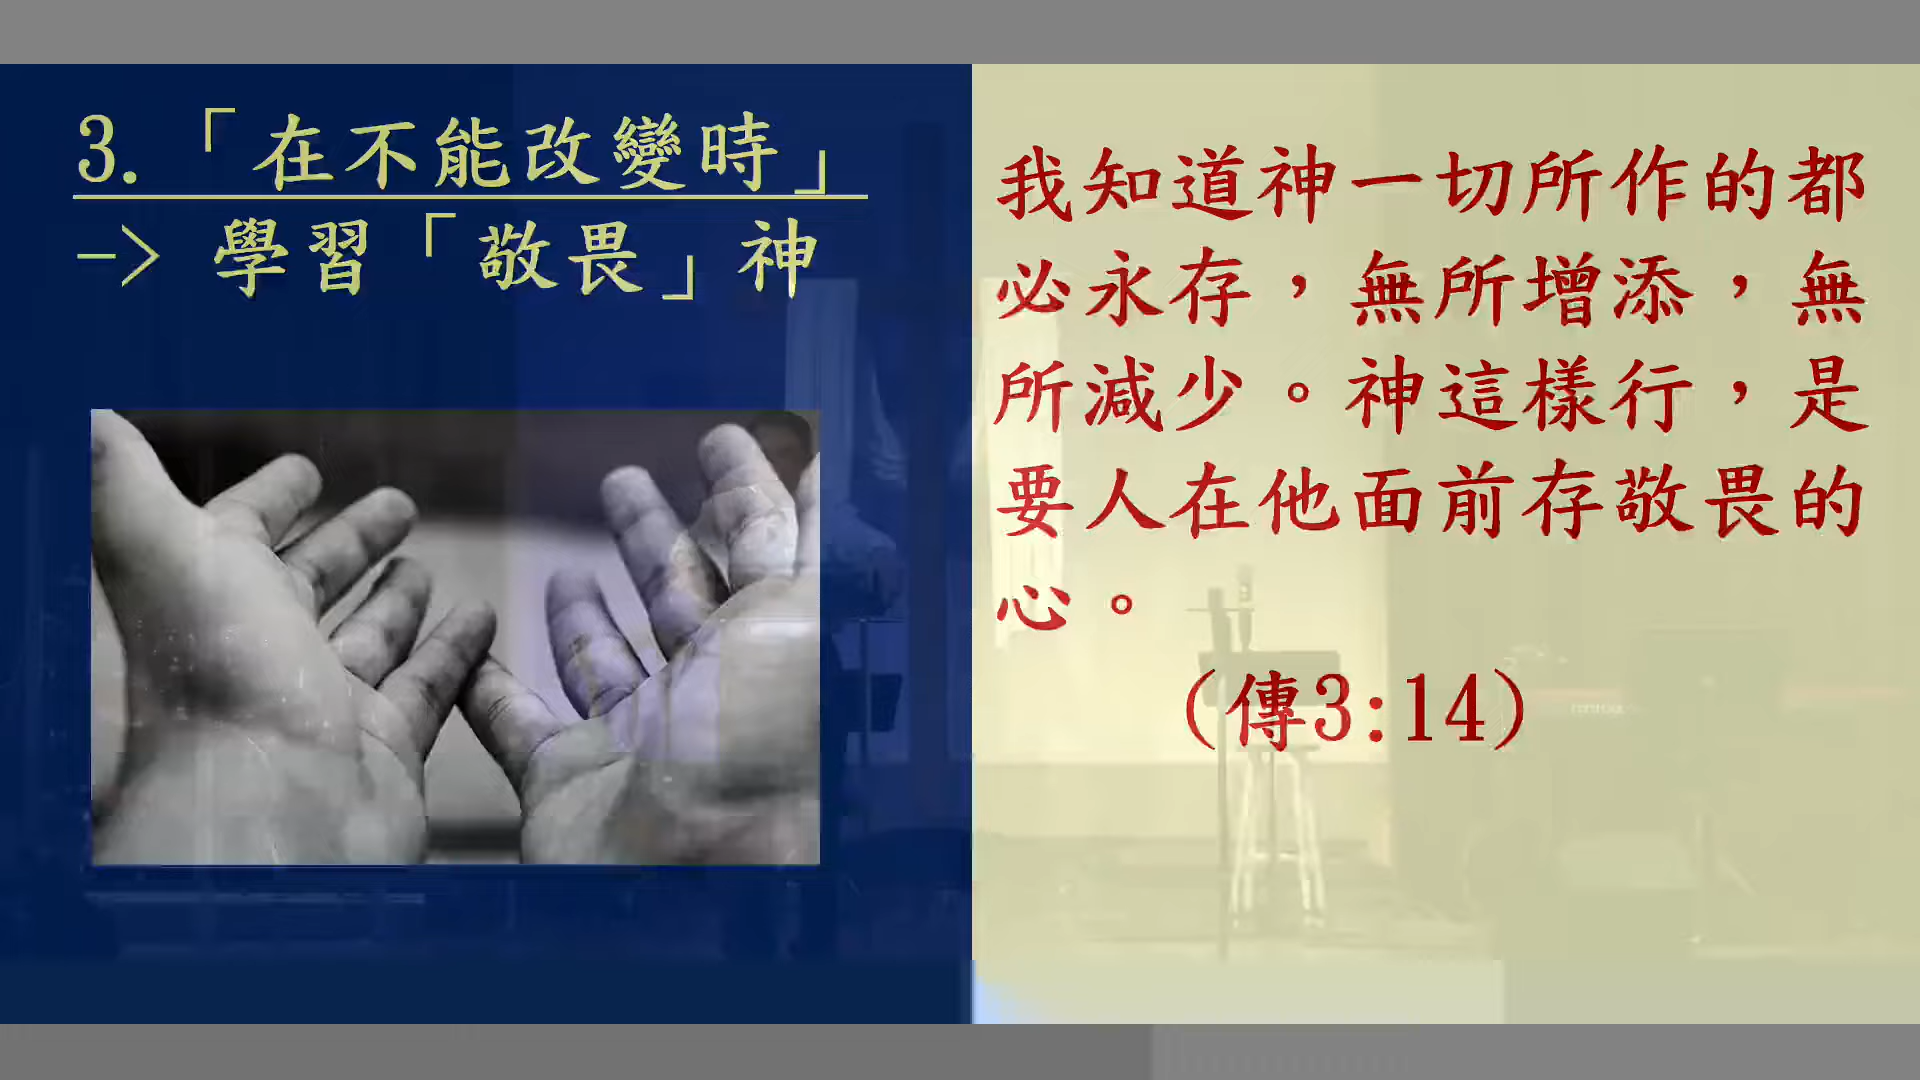 3.「在不能改變時」
-> 學習「敬畏」神
我知道神一切所作的都
必永存，無所增添，無
所減少。神這樣行，是
要人在他面前存敬畏的
心。
(傳3:14)